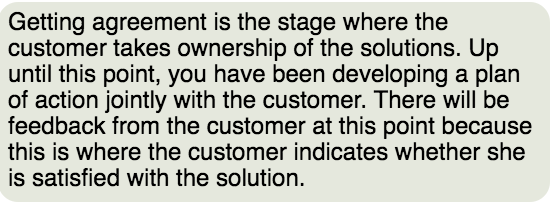 Getting agreement is the stage where the
customer takes ownership of the solutions. Up
until this point, you have been developing a plan
of action jointly with the customer. There will be
feedback from the customer at this point because
this is where the customer indicates whether she
is satisfied with the solution.